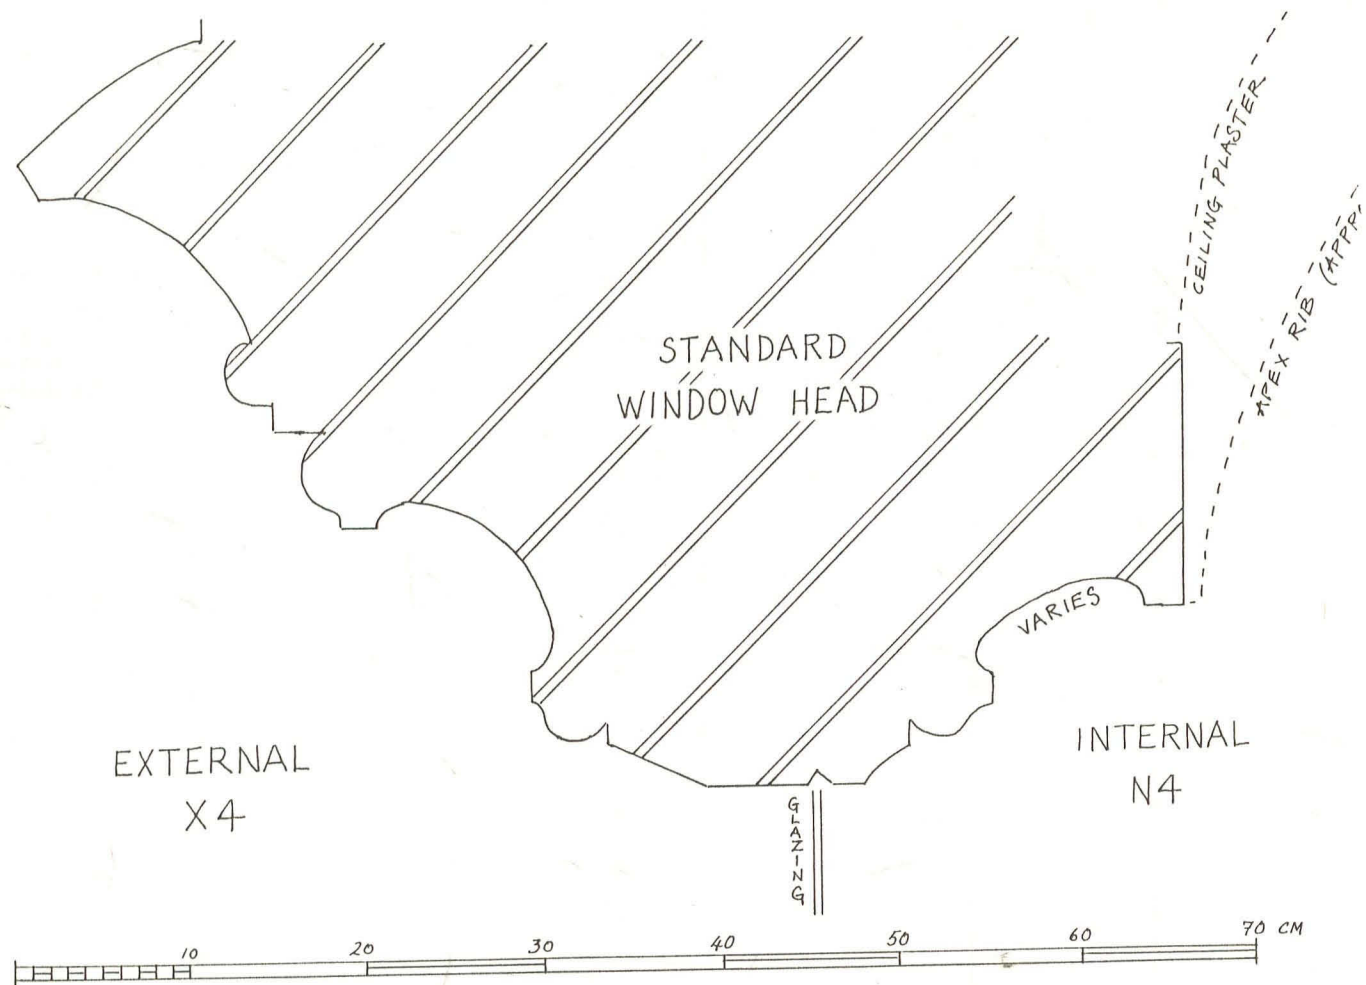 CEILING PLASTER
APEX RIB (APPP.
STANDARD
WINDOW HEAD
VARIES
EXTERNAL
X4
INTERNAL
N4
GLAZING
10 20 30 40 50 60 70 CM